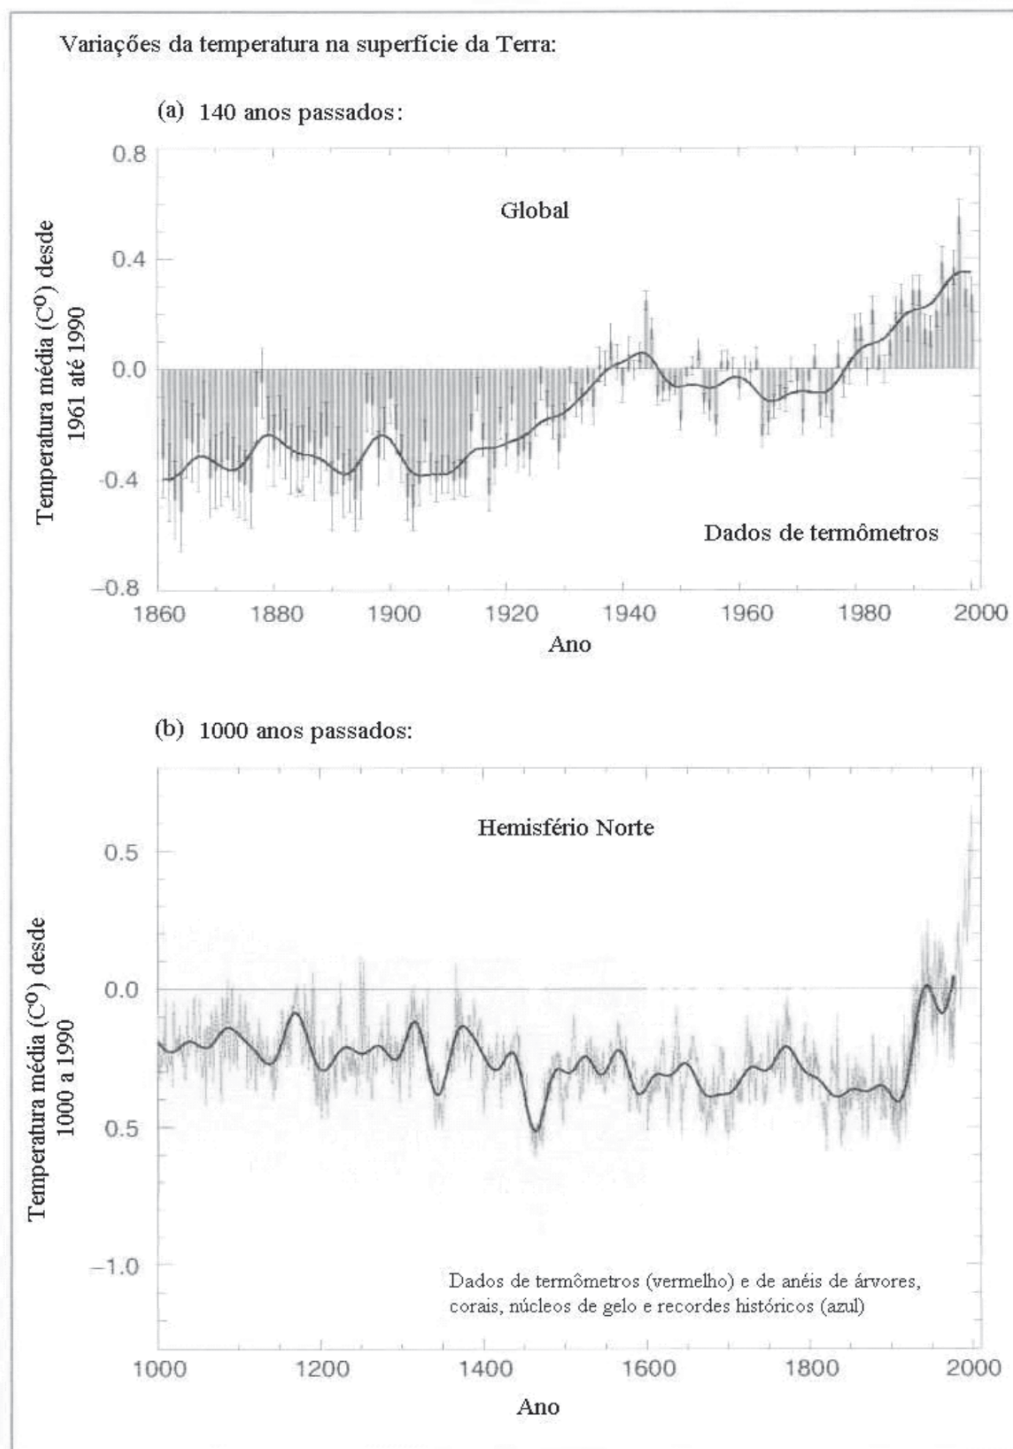 Variações da temperatura na superfície da Terra:
(a) 140 anos passados:
0.8
0.4
0.0
-0.4
−0.8
Temperatura média (Cº) desde
1961 até 1990
Global
Dados de termômetros
1860 1880 1900 1920 1940 1960 1980 2000
Ano
(b) 1000 anos passados:
0.5
0.0
0.5
−1.0
Temperatura média (Cº) desde
1000 a 1990
Hemisfério Norte
Dados de termômetros (vermelho) e de anéis de árvores,
corais, núcleos de gelo e recordes históricos (azul)
1000 1200 1400 1600 1800 2000
Ano